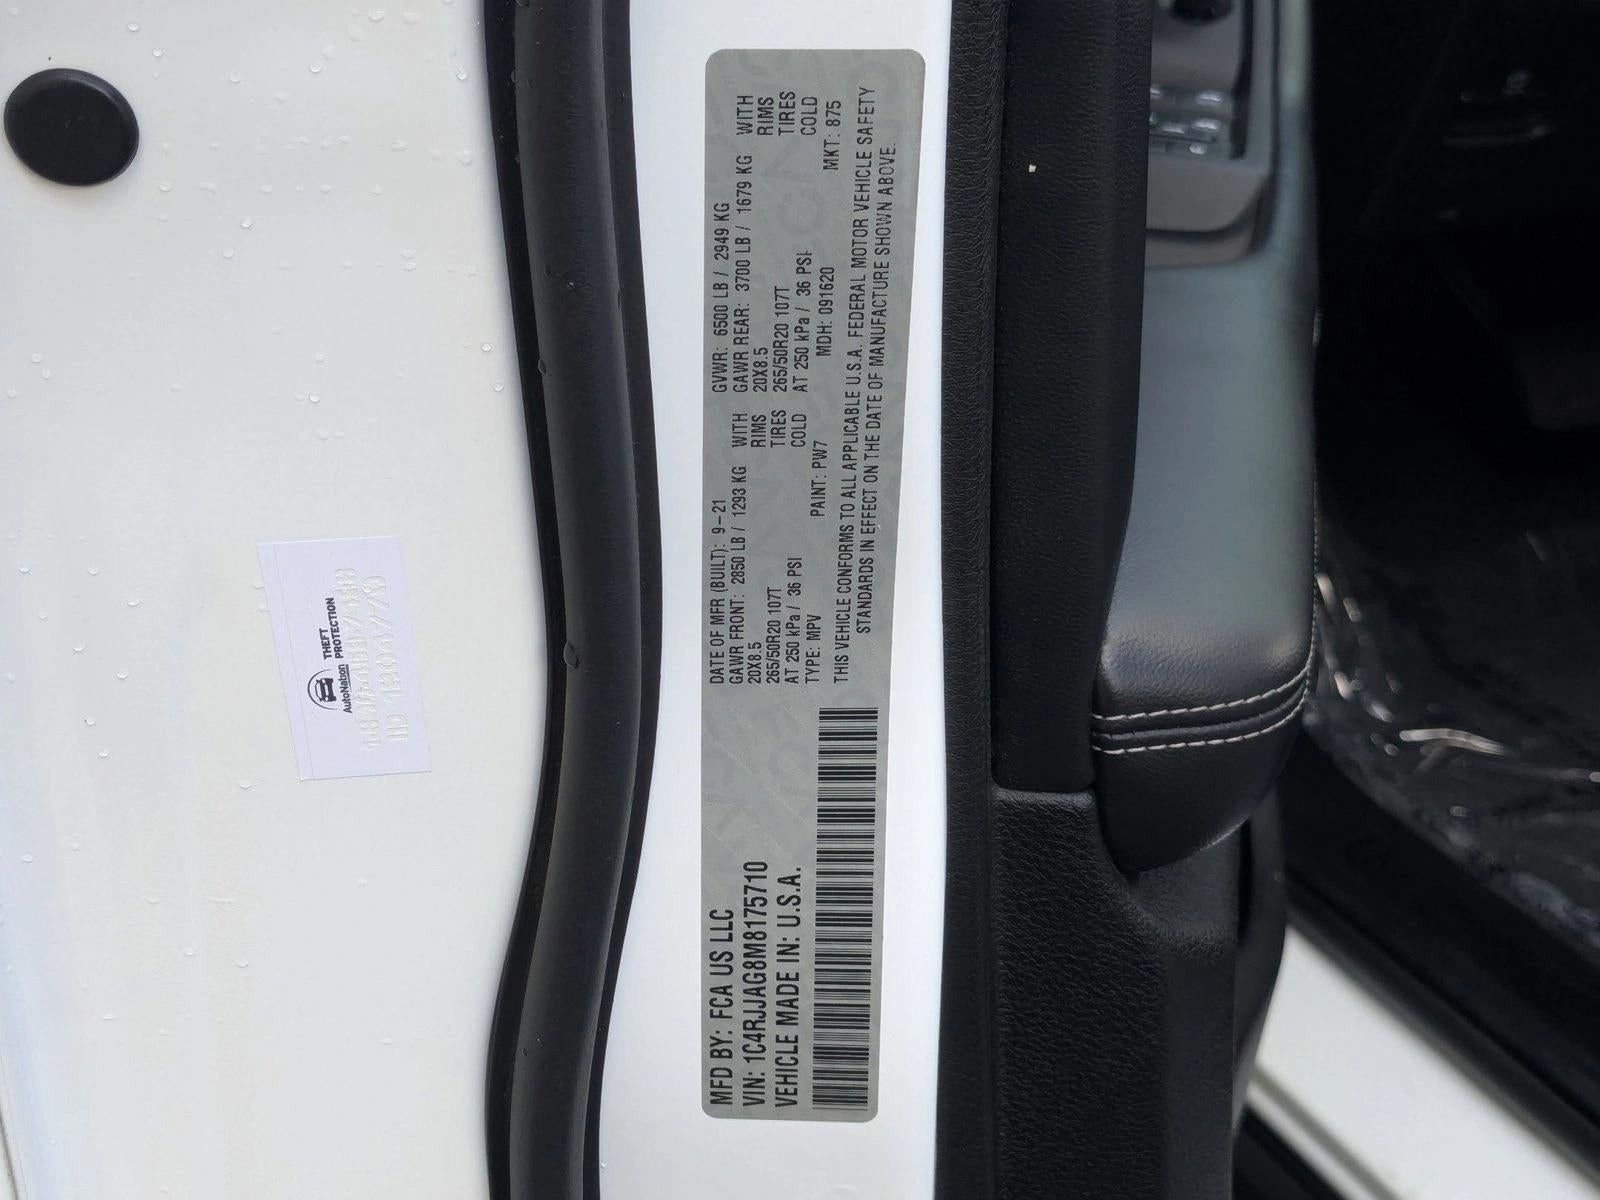 MFD BY: FCA US LLC
VIN: 1C4RJJAG8M8175710
VEHICLE MADE IN: U.S.A.
DATE OF MFR (BUILT): 9-21 GVWR: 6500 LB / 2949 KG
GAWR FRONT: 2850 LB / 1293 KG WITH GAWR REAR: 3700 LB / 1679 KG WITH
20X8.5 RIMS 20X8.5 RIMS
265/50R20 107T TIRES 265/50R20 107T TIRES
AT 250 kPa / 36 PSI COLD AT 250 kPa / 36 PSI COLD
TYPE: MPV PAINT: PW7 MDH: 091620 MKT: 875
THIS VEHICLE CONFORMS TO ALL APPLICABLE U.S.A. FEDERAL MOTOR VEHICLE SAFETY
STANDARDS IN EFFECT ON THE DATE OF MANUFACTURE SHOWN ABOVE.
AutoNation
THEFT
PROTECTION